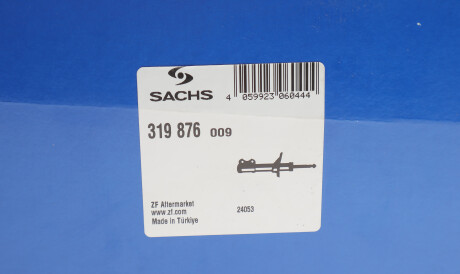 SACHS
4 059923 060444
319 876 009
ZF Aftermarket
www.zf.com
Made in Türkiye
24053